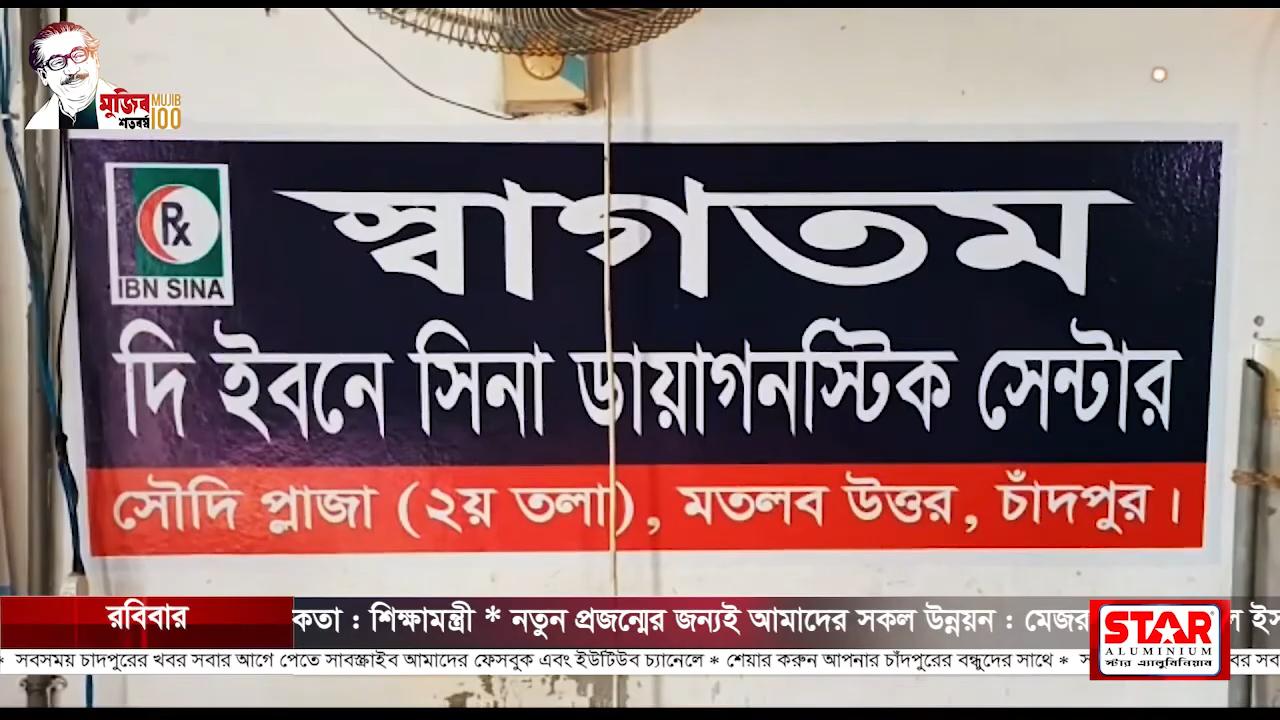 মুজিব
শতবর্ষ
MUJIB
100
Rx
IBN SINA
স্বাগতম
দি ইবনে সিনা ডায়াগনস্টিক সেন্টার
সৌদি প্লাজা (২য় তলা), মতলব উত্তর, চাঁদপুর।
রবিবার
কতা : শিক্ষামন্ত্রী * নতুন প্রজন্মের জন্যই আমাদের সকল উন্নয়ন : মেজর
STAR
ALUMINIUM
স্টার এ্যালুমিনিয়াম
* সবসময় চাদপুরের খবর সবার আগে পেতে সাবস্ক্রাইব আমাদের ফেসবুক এবং ইউটিউব চ্যানেলে * শেয়ার করুন আপনার চাঁদপুরের বন্ধুদের সাথে *